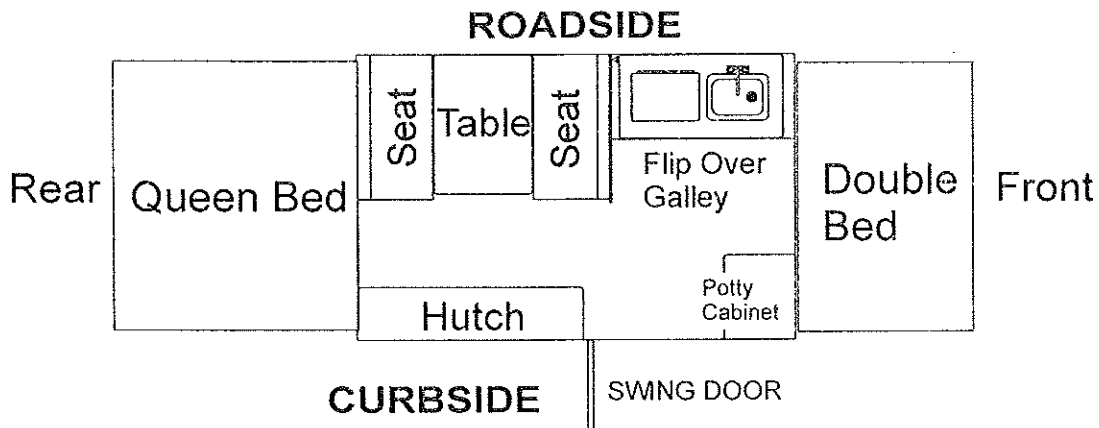 ROADSIDE
Seat
Table
Seat
Flip Over
Galley
Rear
Queen Bed
Double
Bed
Front
Potty
Cabinet
Hutch
CURBSIDE
SWING DOOR